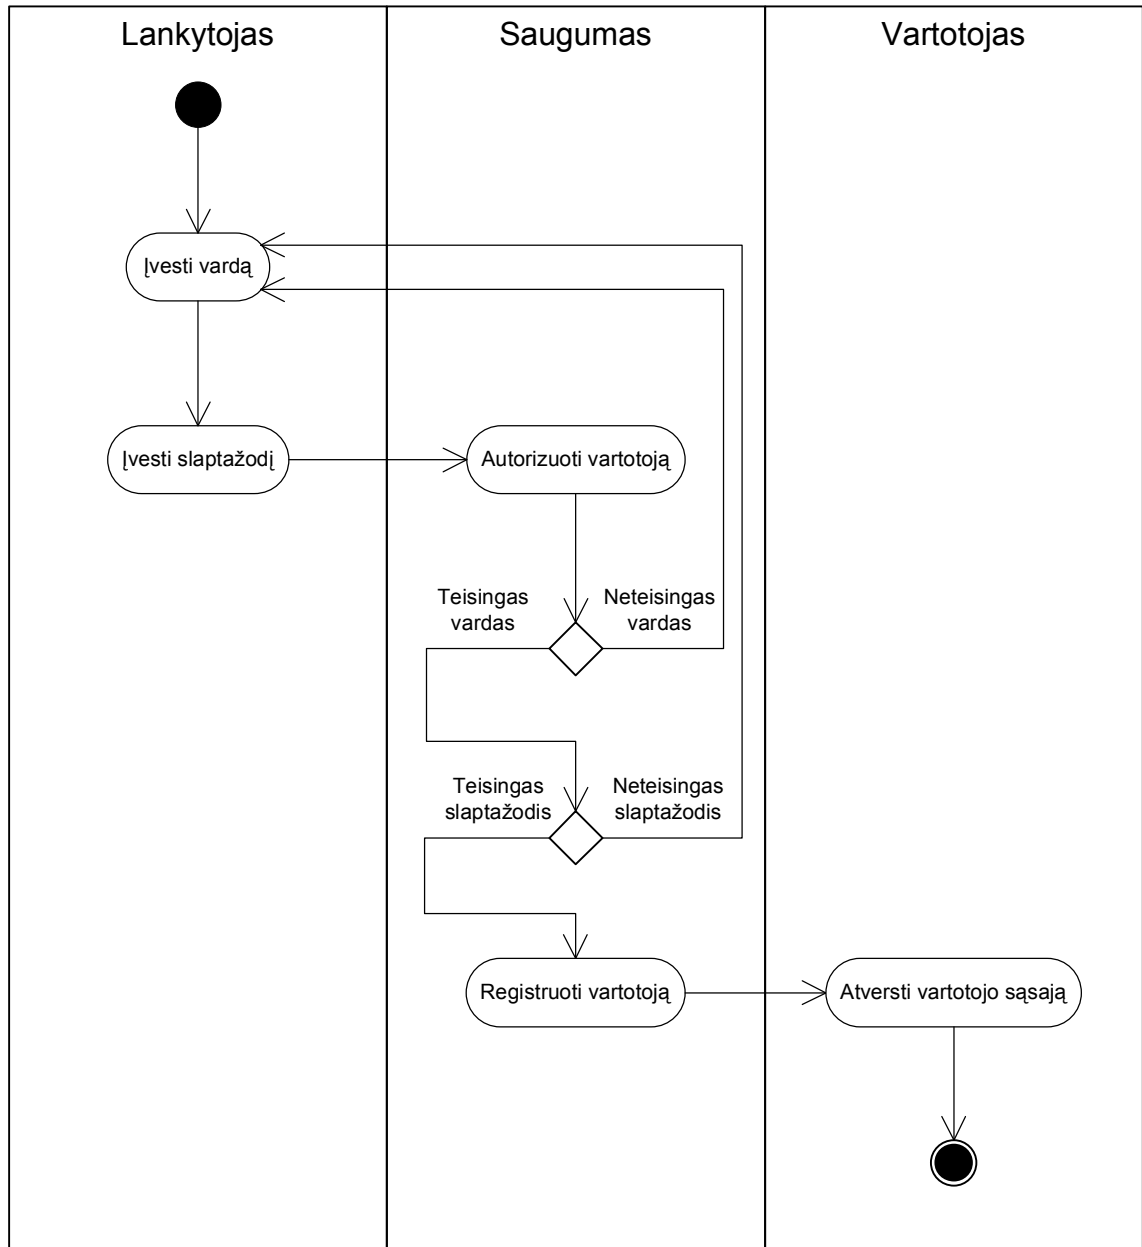 Lankytojas
Saugumas
Vartotojas
Įvesti vardą
Įvesti slaptažodį
Autorizuoti vartotoją
Teisingas
vardas
Neteisingas
vardas
Teisingas
slaptažodis
Neteisingas
slaptažodis
Registruoti vartotoją
Atversti vartotojo sąsają